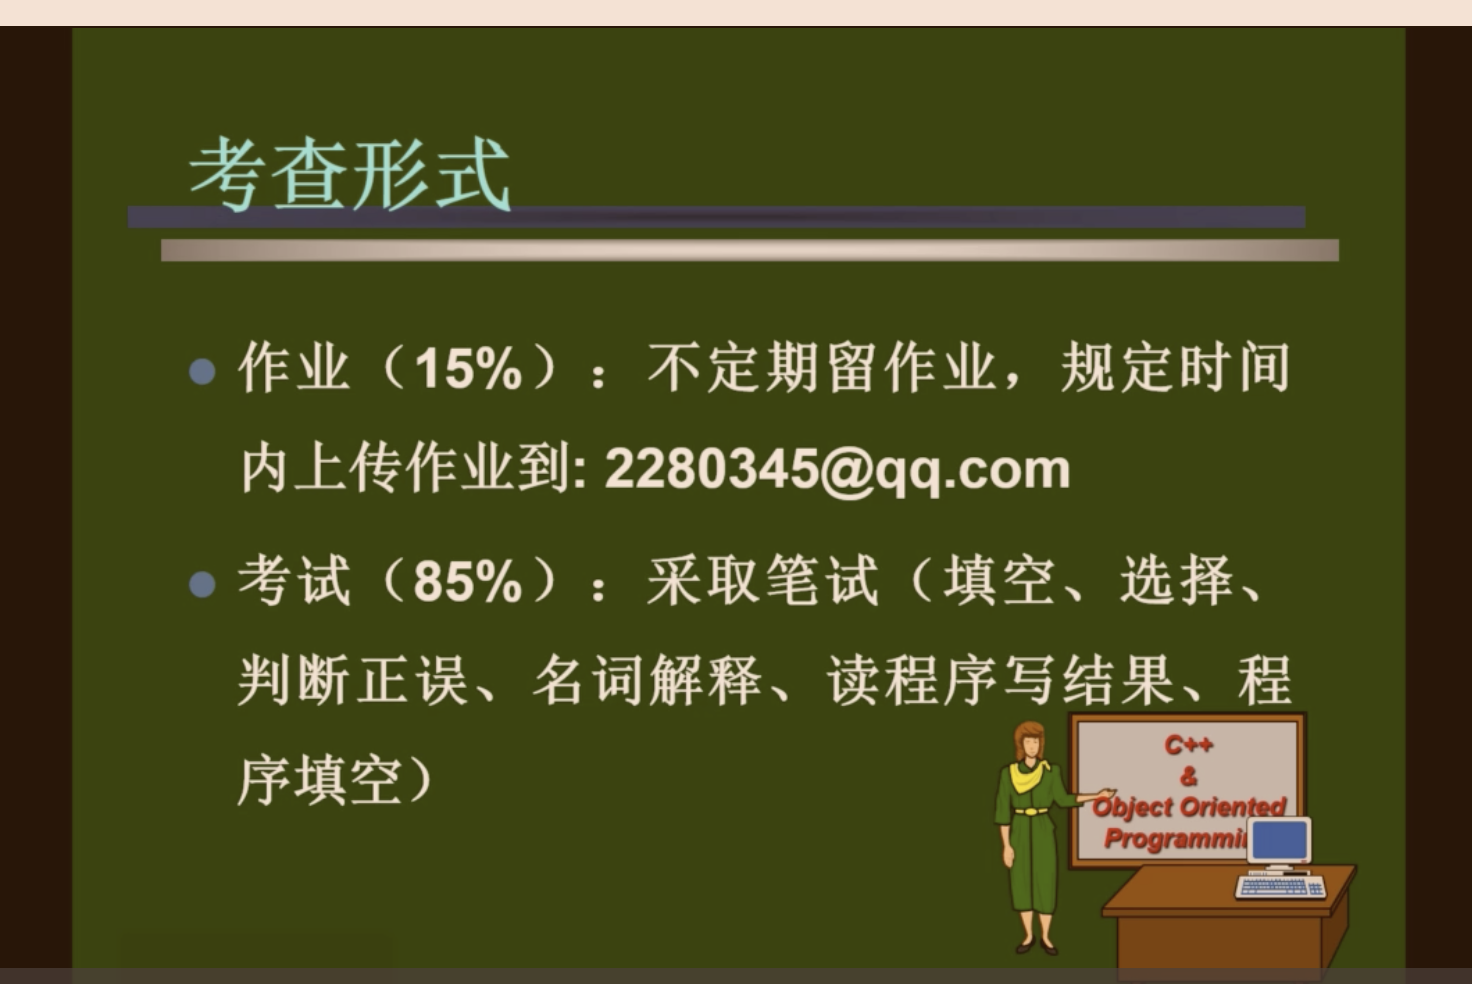 考查形式
作业（15%）：不定期留作业，规定时间
内上传作业到: 2280345@qq.com
考试（85%）：采取笔试（填空、选择、
判断正误、名词解释、读程序写结果、程
序填空）
C++
&
Object Oriented